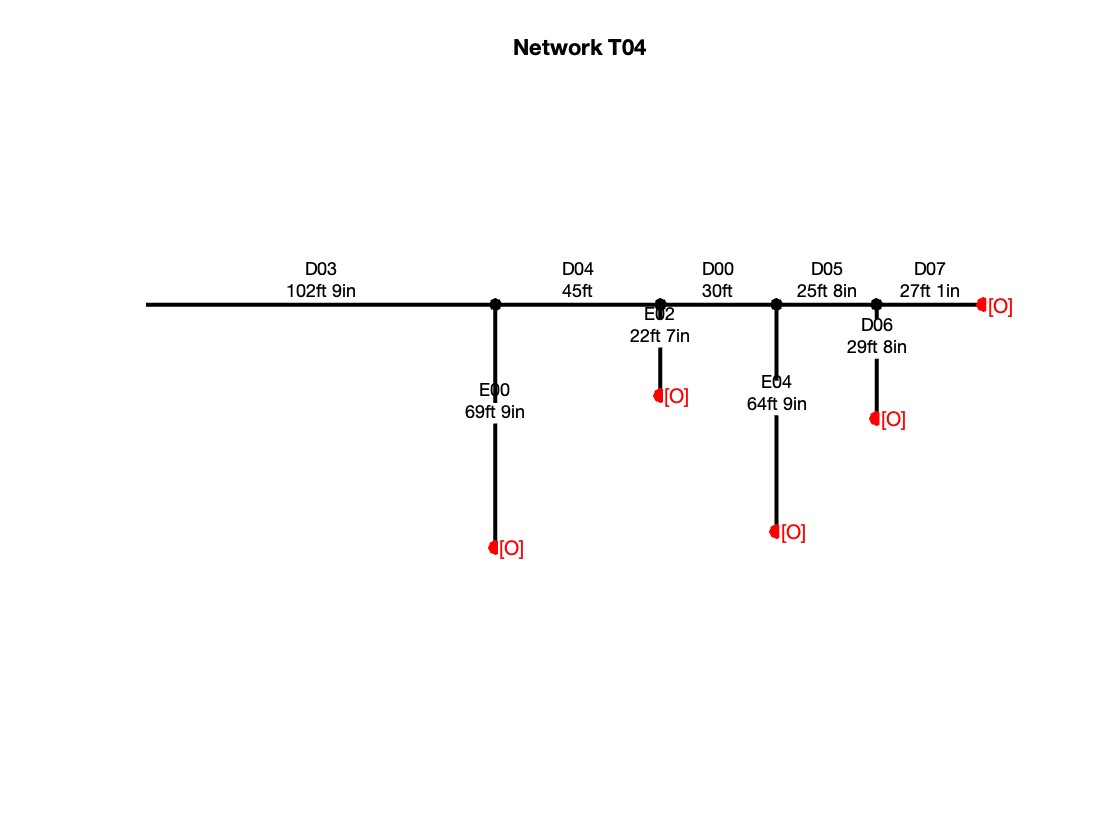 Network T04
D03
102ft 9in
D04
45ft
D00
30ft
D05
25ft 8in
D07
27ft 1in
[O]
E02
22ft 7in
[O]
D06
29ft 8in
[O]
E00
69ft 9in
[O]
E04
64ft 9in
[O]